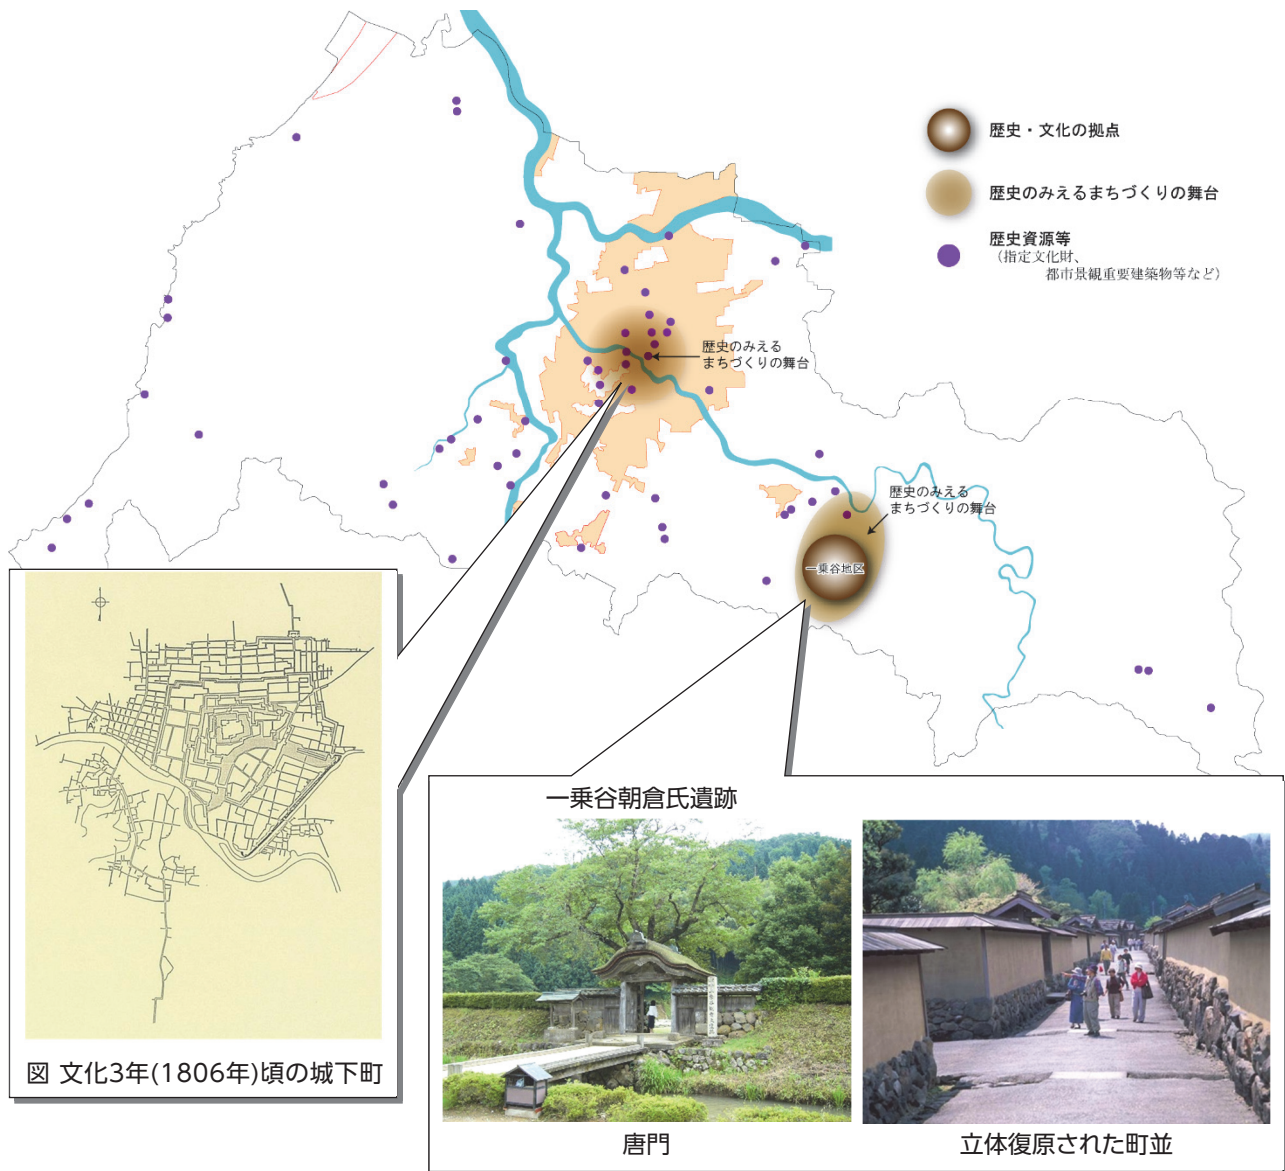 歴史・文化の拠点
歴史のみえるまちづくりの舞台
歴史資源等
（指定文化財、
都市景観重要建築物等など）
歴史のみえる
まちづくりの舞台
歴史のみえる
まちづくりの舞台
一乗谷地区
図 文化3年(1806年)頃の城下町
一乗谷朝倉氏遺跡
唐門
立体復原された町並